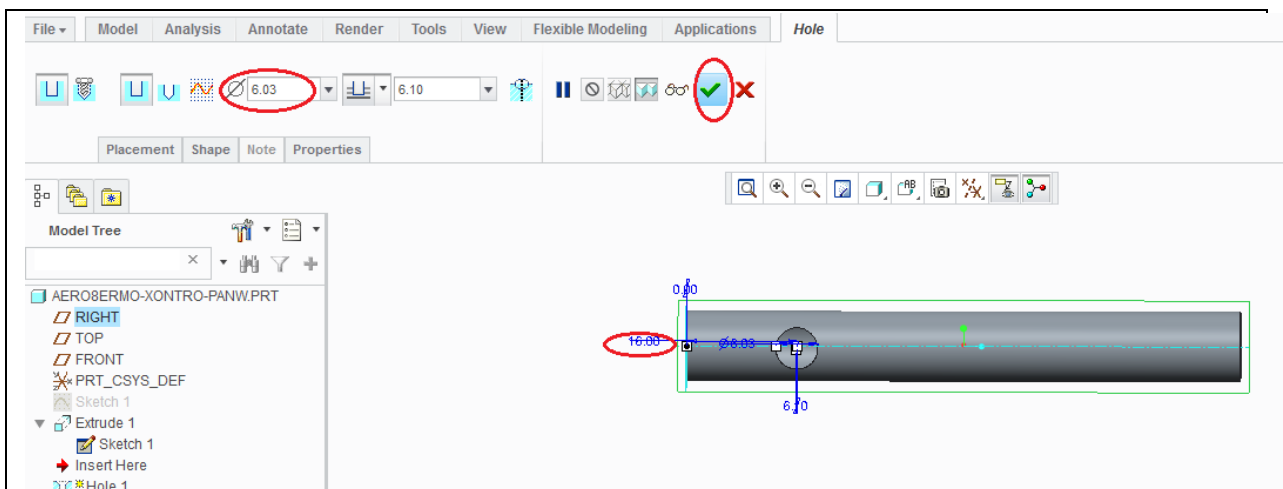 File Model Analysis Annotate Render Tools View Flexible Modeling Applications Hole
6.03 6.10
Placement Shape Note Properties
Model Tree
AERO8ERMO-XONTRO-PANW.PRT
RIGHT
TOP
FRONT
PRT_CSYS_DEF
Sketch 1
Extrude 1
Sketch 1
Insert Here
Hole 1
0.00
16.00 Ø6.03
6.10